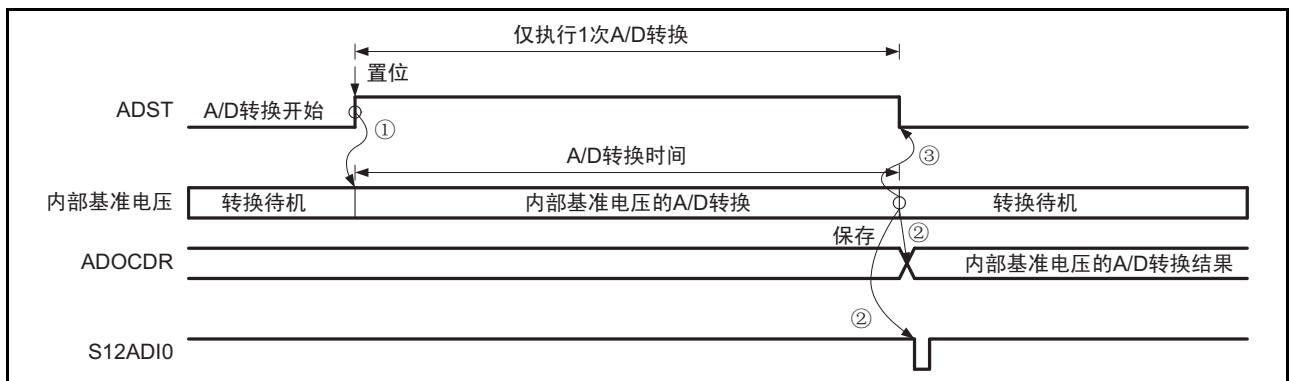 仅执行1次A/D转换
置位
ADST
A/D转换开始
①
③
A/D转换时间
内部基准电压
转换待机
内部基准电压的A/D转换
转换待机
保存
②
ADOCDR
内部基准电压的A/D转换结果
②
S12ADI0